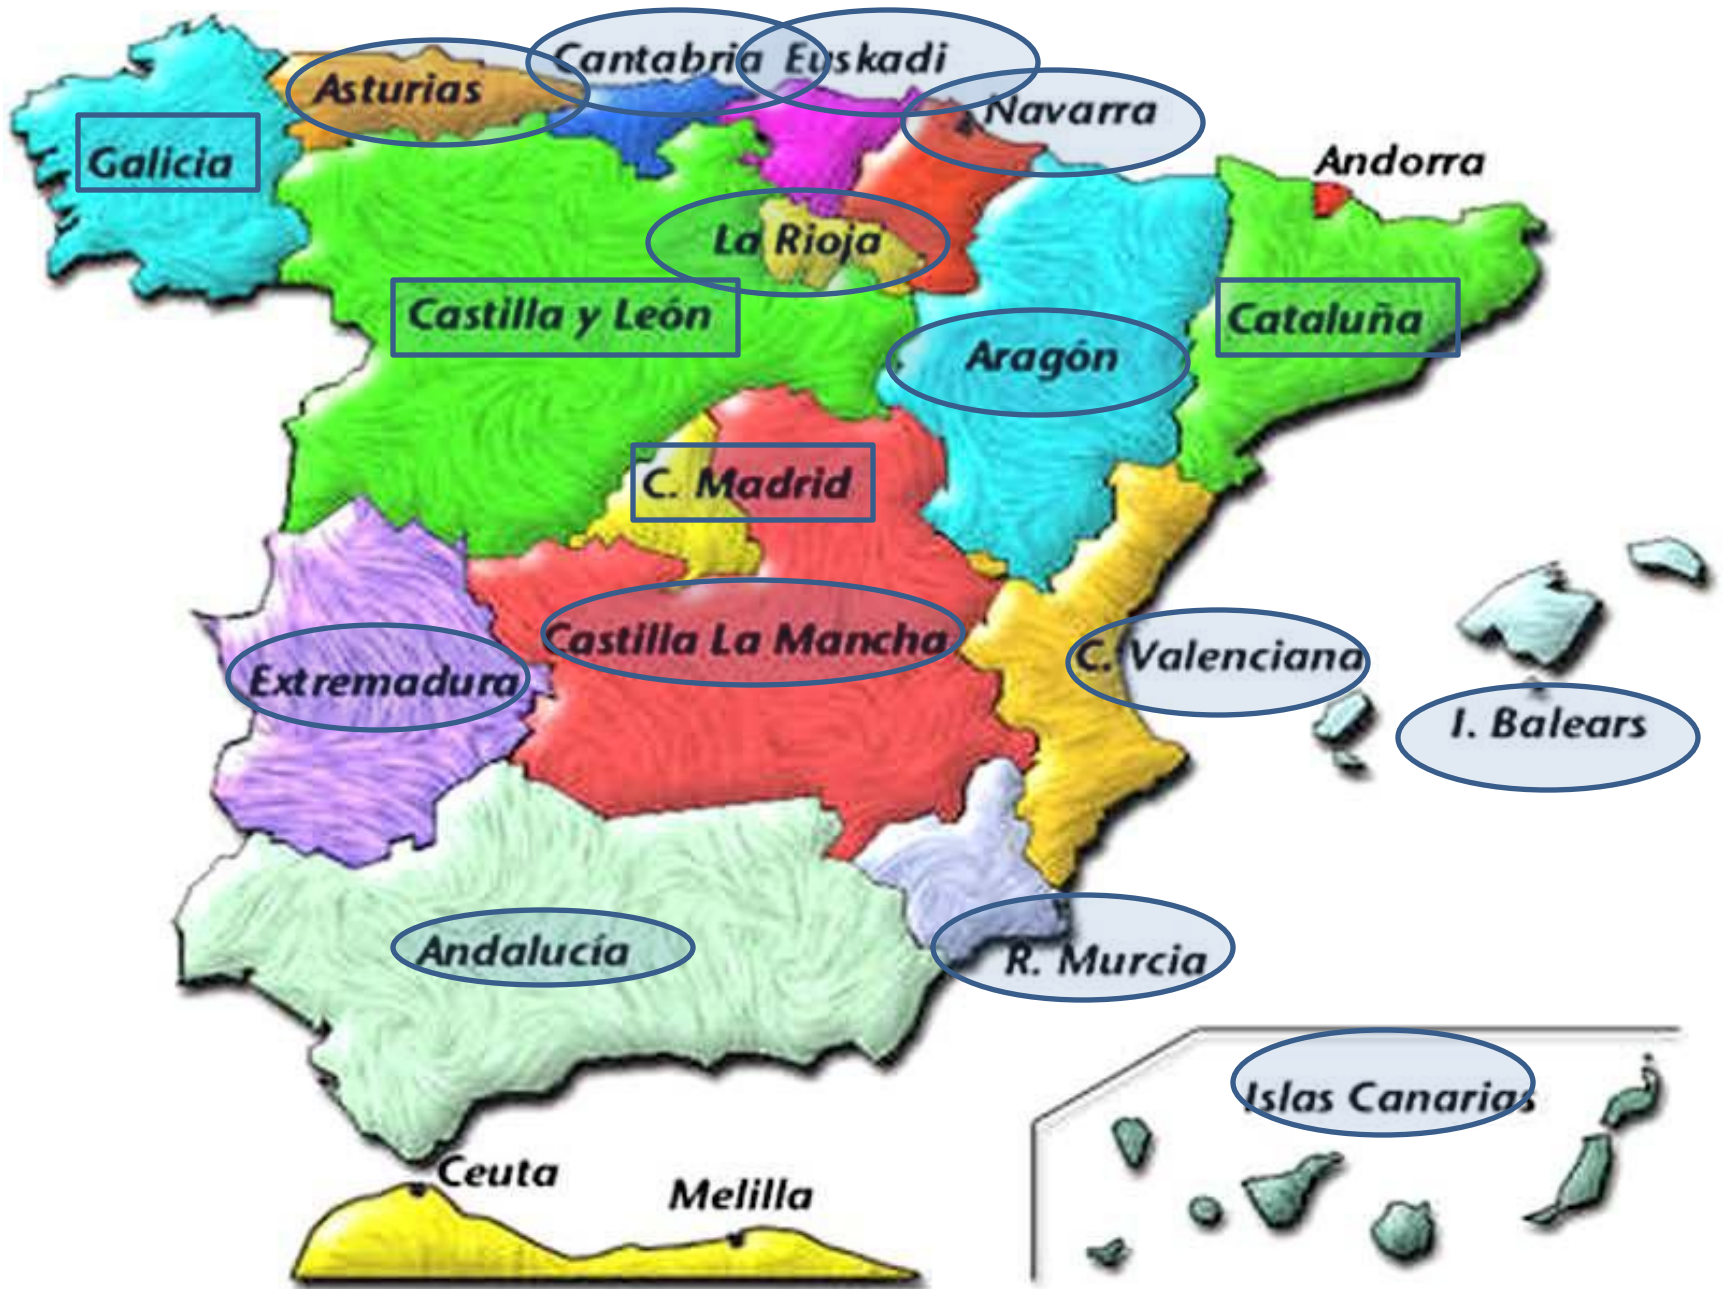 Cantabria
Euskadi
Asturias
Navarra
Galicia
Andorra
La Rioja
Castilla y León
Cataluña
Aragón
C. Madrid
Castilla La Mancha
C. Valenciana
Extremadura
I. Balears
Andalucía
R. Murcia
Islas Canarias
Ceuta
Melilla